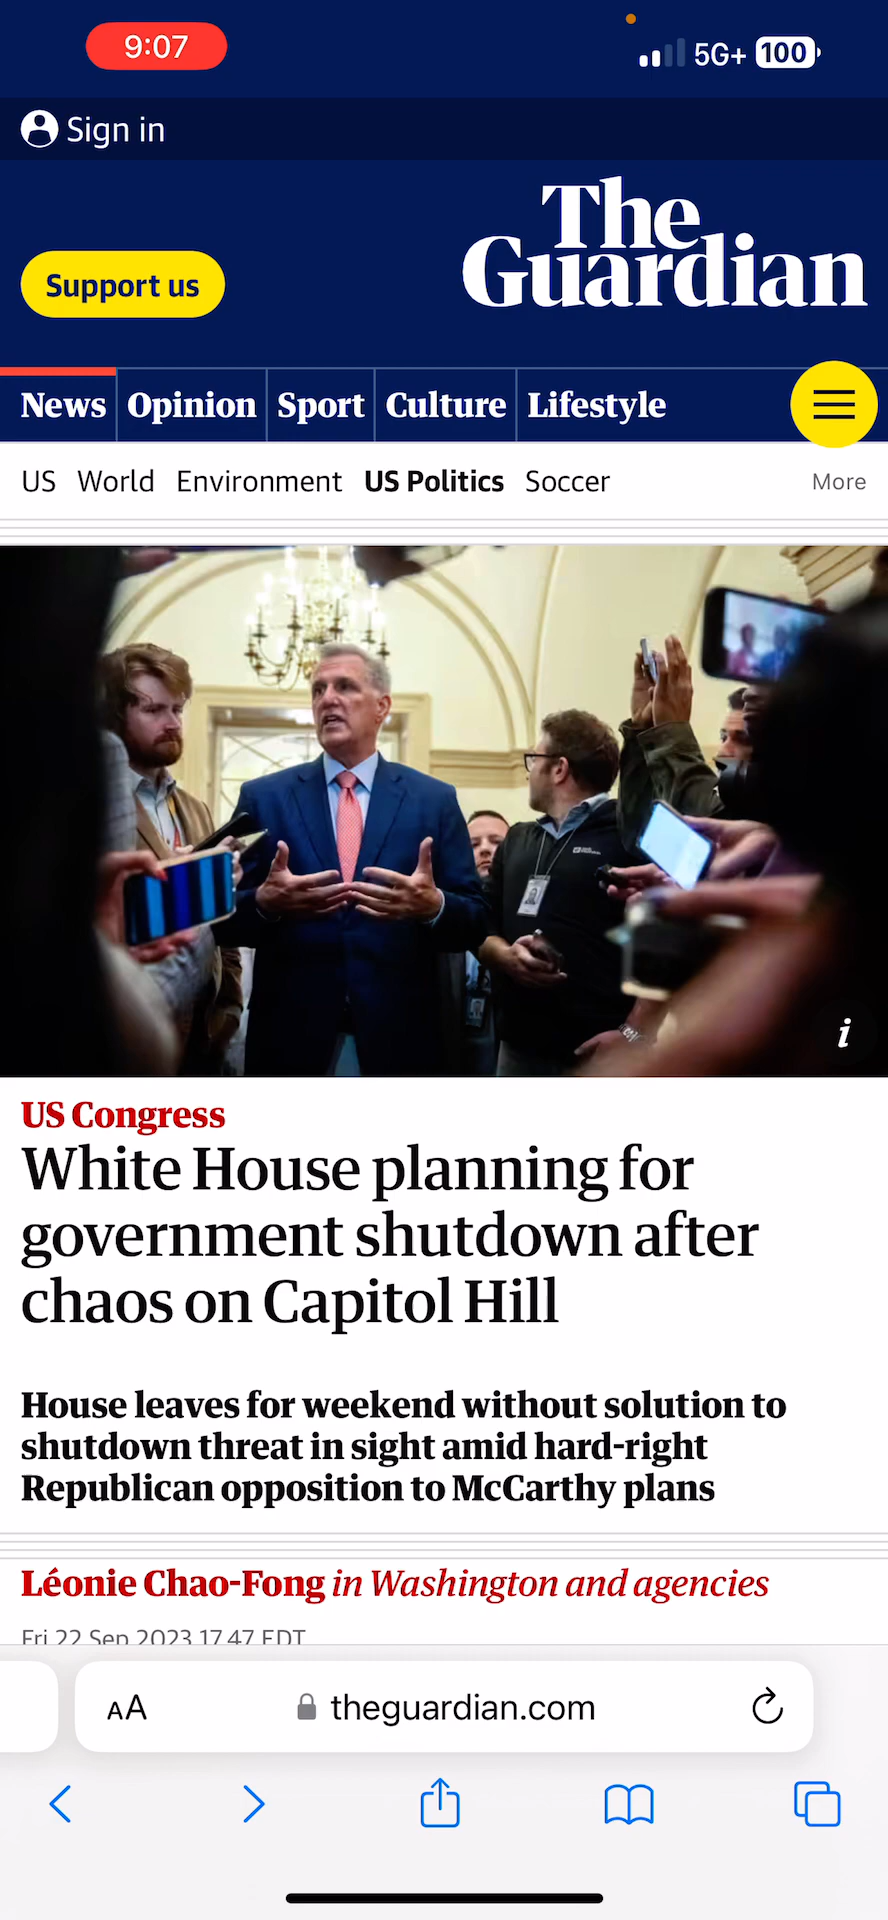 9:07
5G+ 100
Sign in
The
Guardian
Support us
News Opinion Sport Culture Lifestyle
US World Environment US Politics Soccer More
i
US Congress
White House planning for
government shutdown after
chaos on Capitol Hill
House leaves for weekend without solution to
shutdown threat in sight amid hard-right
Republican opposition to McCarthy plans
Léonie Chao-Fong in Washington and agencies
Fri 22 Sep 2023 17.47 EDT
AA theguardian.com